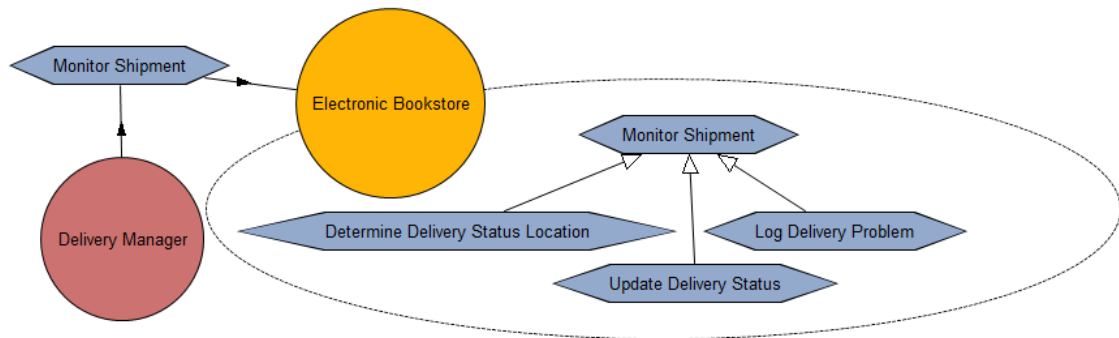 Monitor Shipment
Electronic Bookstore
Monitor Shipment
Delivery Manager
Determine Delivery Status Location
Log Delivery Problem
Update Delivery Status